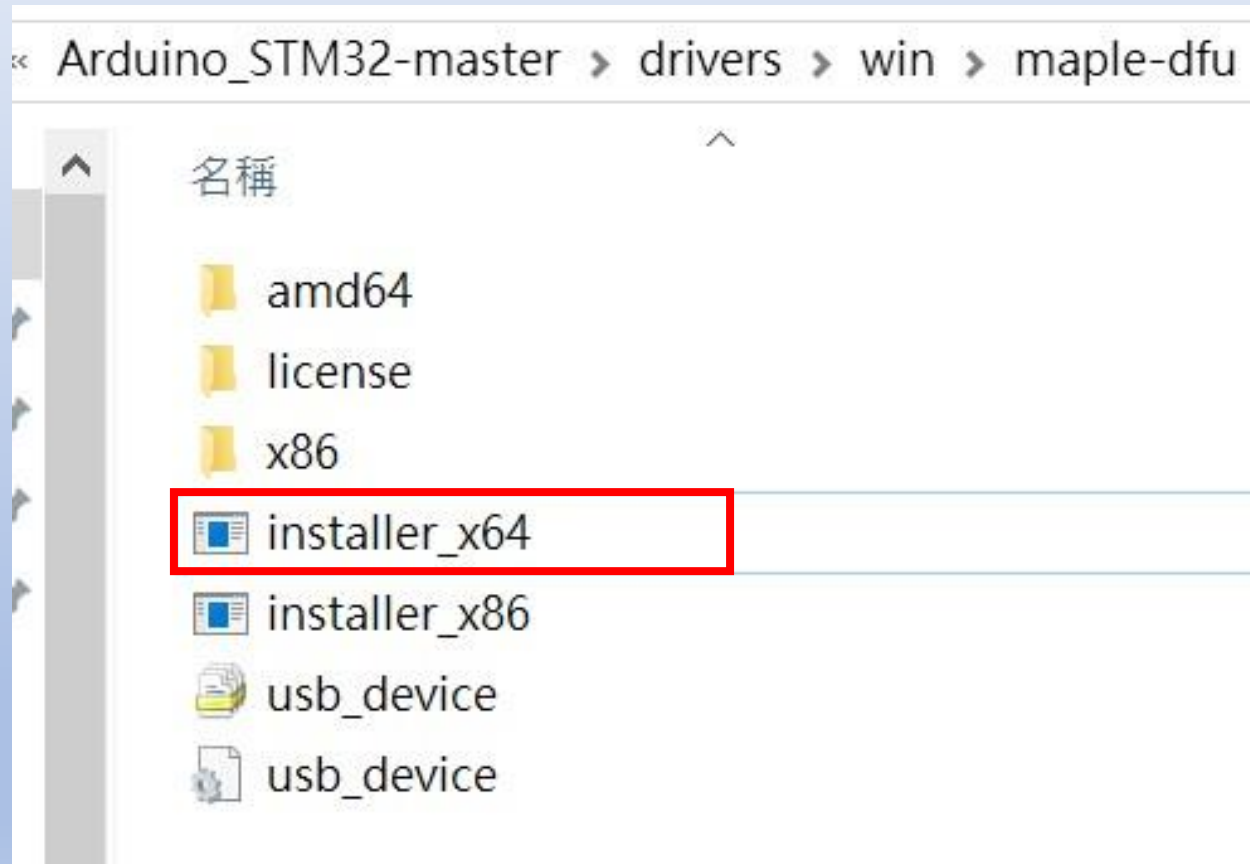 « Arduino_STM32-master > drivers > win > maple-dfu
名稱
amd64
license
x86
installer_x64
installer_x86
usb_device
usb_device